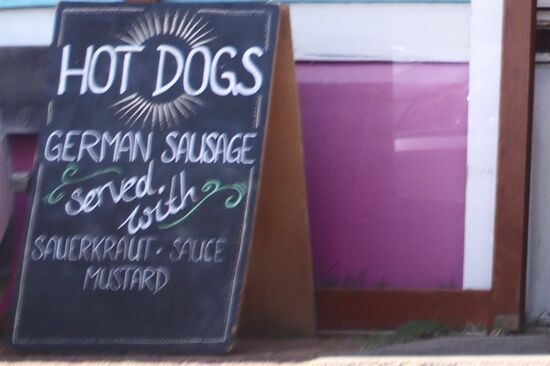 HOT DOGS
GERMAN SAUSAGE
served.
with
SAUERKRAUT · SAUCE
MUSTARD